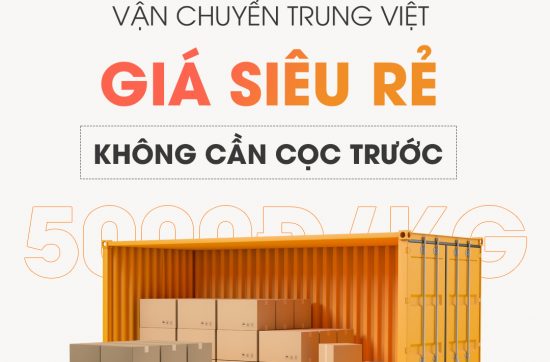 VẬN CHUYỂN TRUNG VIỆT
GIÁ SIÊU RẺ
KHÔNG CẦN CỌC TRƯỚC
5000Đ/KG